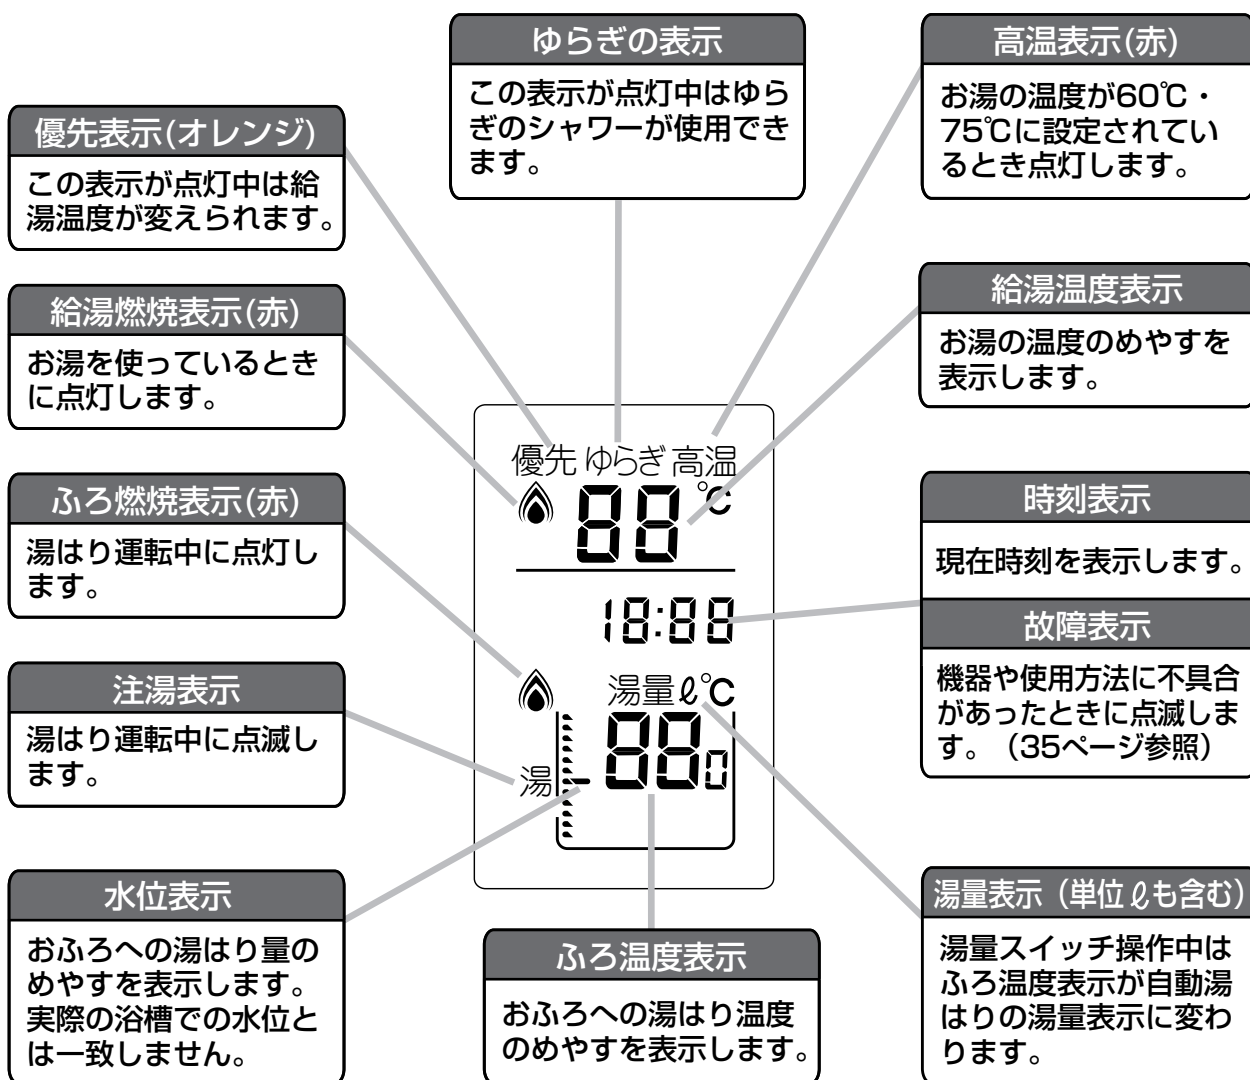 ゆらぎの表示
この表示が点灯中はゆら
ぎのシャワーが使用でき
ます。
高温表示(赤)
お湯の温度が60℃・
75℃に設定されてい
るとき点灯します。
優先表示(オレンジ)
この表示が点灯中は給
湯温度が変えられます。
給湯燃焼表示(赤)
お湯を使っているとき
に点灯します。
給湯温度表示
お湯の温度のめやすを
表示します。
ふろ燃焼表示(赤)
湯はり運転中に点灯し
ます。
時刻表示
現在時刻を表示します。
故障表示
機器や使用方法に不具合
があったときに点滅しま
す。（35ページ参照）
優先 ゆらぎ 高温
88℃
18:88
湯量ℓ℃
880
湯
注湯表示
湯はり運転中に点滅し
ます。
水位表示
おふろへの湯はり量の
めやすを表示します。
実際の浴槽での水位と
は一致しません。
ふろ温度表示
おふろへの湯はり温度
のめやすを表示します。
湯量表示（単位ℓも含む）
湯量スイッチ操作中は
ふろ温度表示が自動湯
はりの湯量表示に変わ
ります。